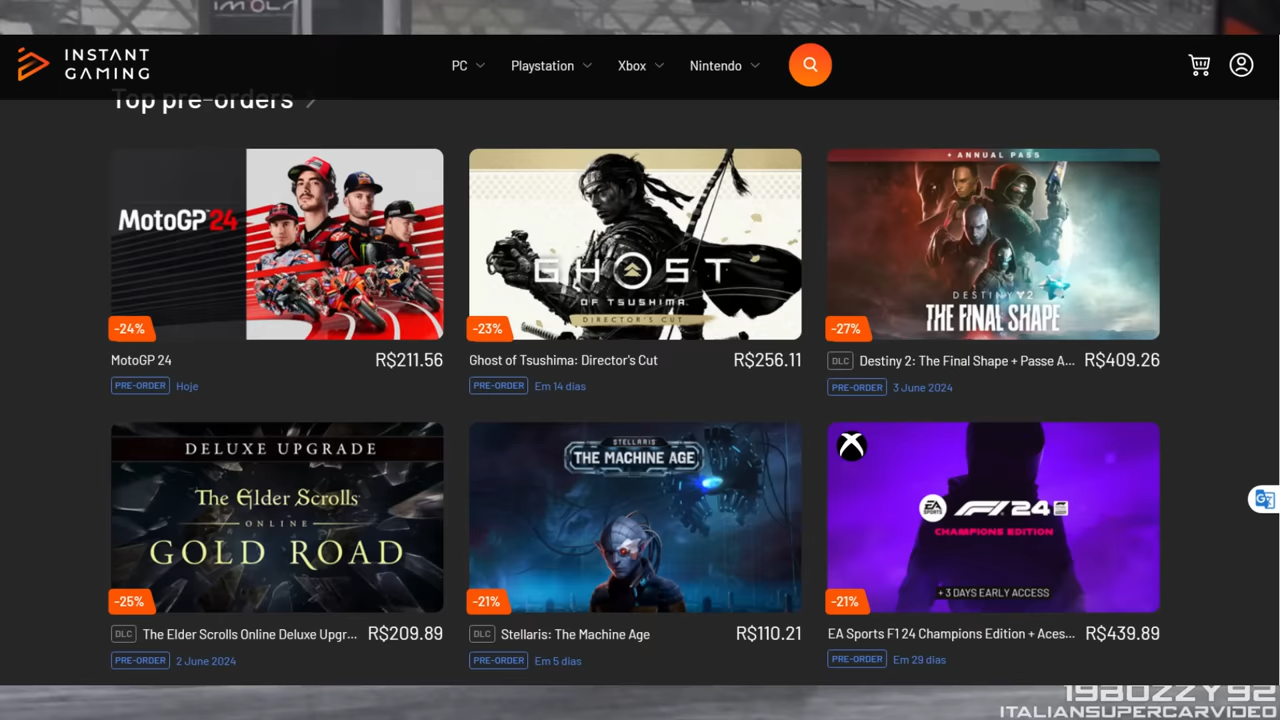 IMOLA
INSTANT
GAMING
PC
Playstation
Xbox
Nintendo
Top pre-orders
MotoGP 24
-24%
MotoGP 24
R$211.56
PRE-ORDER
Hoje
GHOST
OF TSUSHIMA
DIRECTOR'S CUT
-23%
Ghost of Tsushima: Director's Cut
R$256.11
PRE-ORDER
Em 14 dias
+ ANNUAL PASS
DESTINY 2
THE FINAL SHAPE
-27%
DLC
Destiny 2: The Final Shape + Passe A...
R$409.26
PRE-ORDER
3 June 2024
DELUXE UPGRADE
The Elder Scrolls
ONLINE
GOLD ROAD
-25%
DLC
The Elder Scrolls Online Deluxe Upgr...
R$209.89
PRE-ORDER
2 June 2024
STELLARIS
THE MACHINE AGE
-21%
DLC
Stellaris: The Machine Age
R$110.21
PRE-ORDER
Em 5 dias
EA
SPORTS
F1 24
CHAMPIONS EDITION
+ 3 DAYS EARLY ACCESS
-21%
EA Sports F1 24 Champions Edition + Aces...
R$439.89
PRE-ORDER
Em 29 dias
19BOZZY92
ITALIANSUPERCARVIDEO